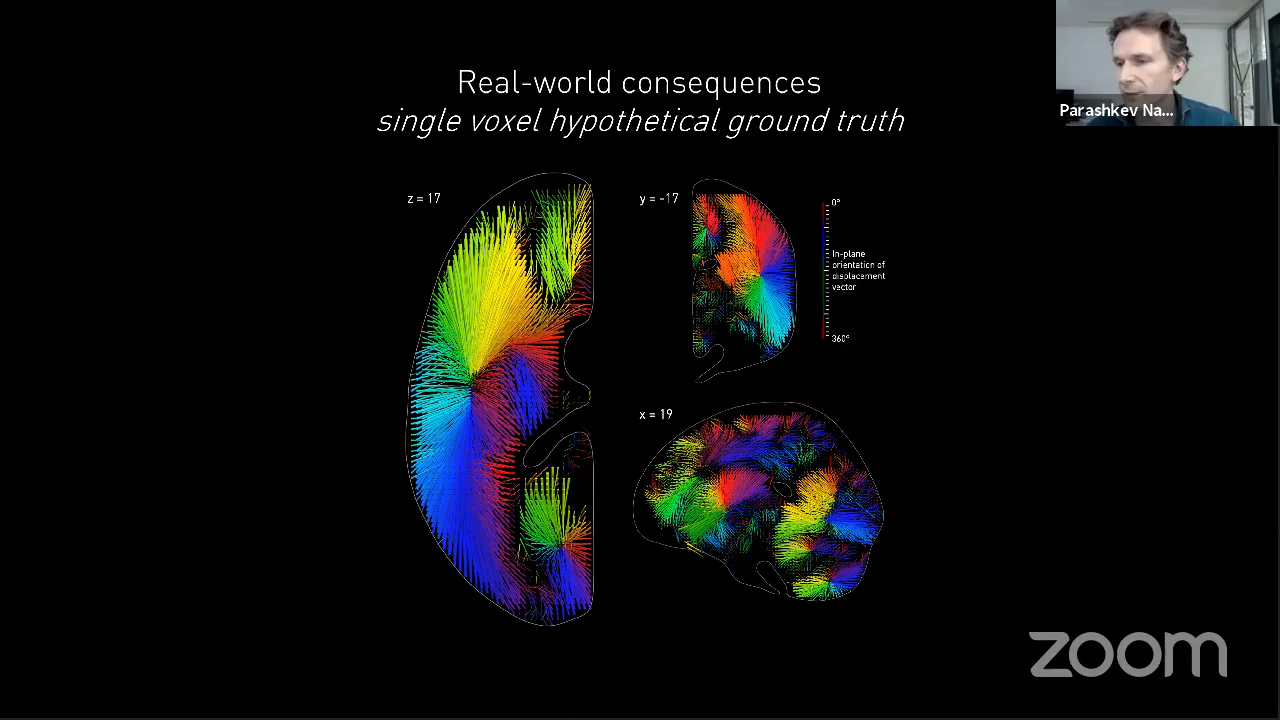 Real-world consequences
single voxel hypothetical ground truth
Parashkev Na...
z = 17
y = -17
0°
In-plane
orientation of
displacement
vector
360°
x = 19
zoom